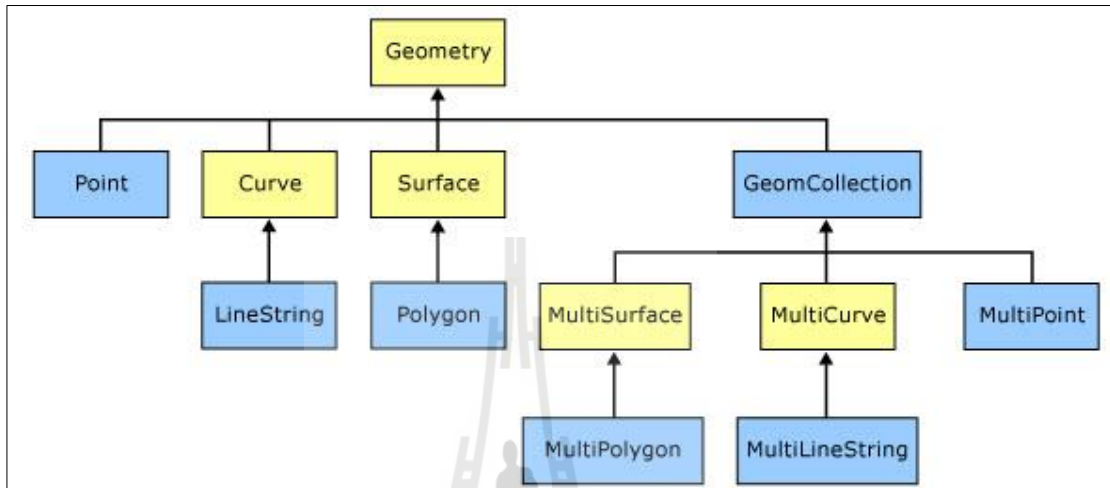 Geometry
Point
Curve
Surface
GeomCollection
LineString
Polygon
MultiSurface
MultiCurve
MultiPoint
MultiPolygon
MultiLineString